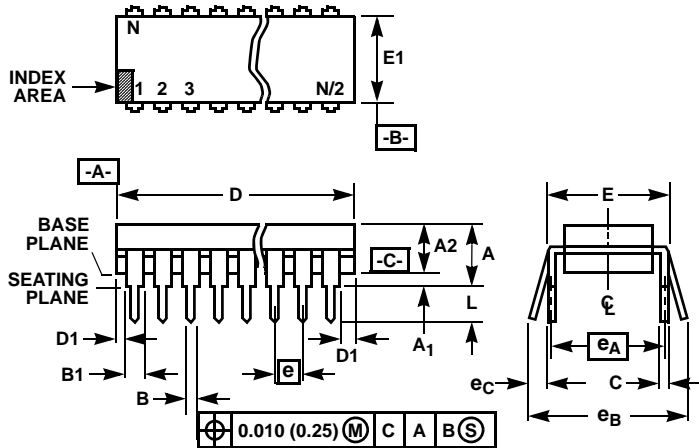 N
E1
INDEX
AREA
1 2 3 N/2
-B-
-A-
D
E
BASE
PLANE
A2
A
-C-
SEATING
PLANE
L
℄
D1
A1
D1
eA
B1
e
eC
C
B
eB
⌖ 0.010 (0.25) Ⓜ C A B Ⓢ